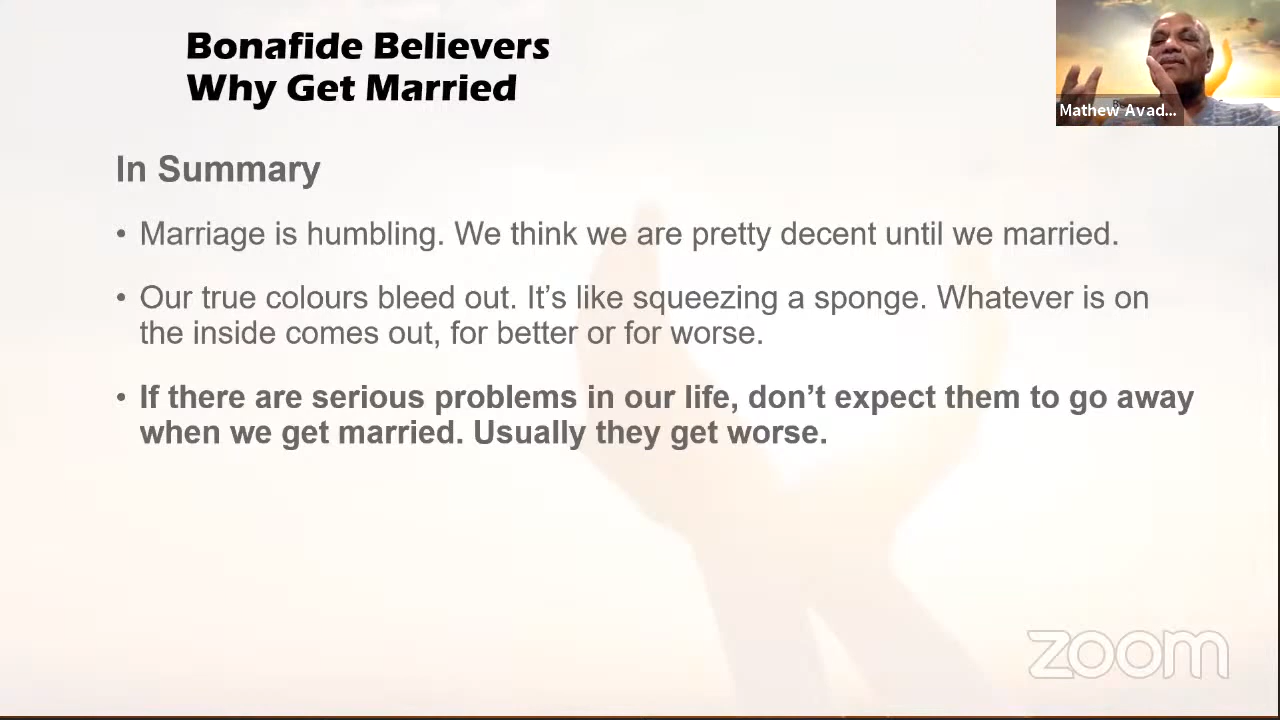 Bonafide Believers
Why Get Married
Mathew Avad...
In Summary
• Marriage is humbling. We think we are pretty decent until we married.
• Our true colours bleed out. It’s like squeezing a sponge. Whatever is on
the inside comes out, for better or for worse.
• If there are serious problems in our life, don’t expect them to go away
when we get married. Usually they get worse.
zoom